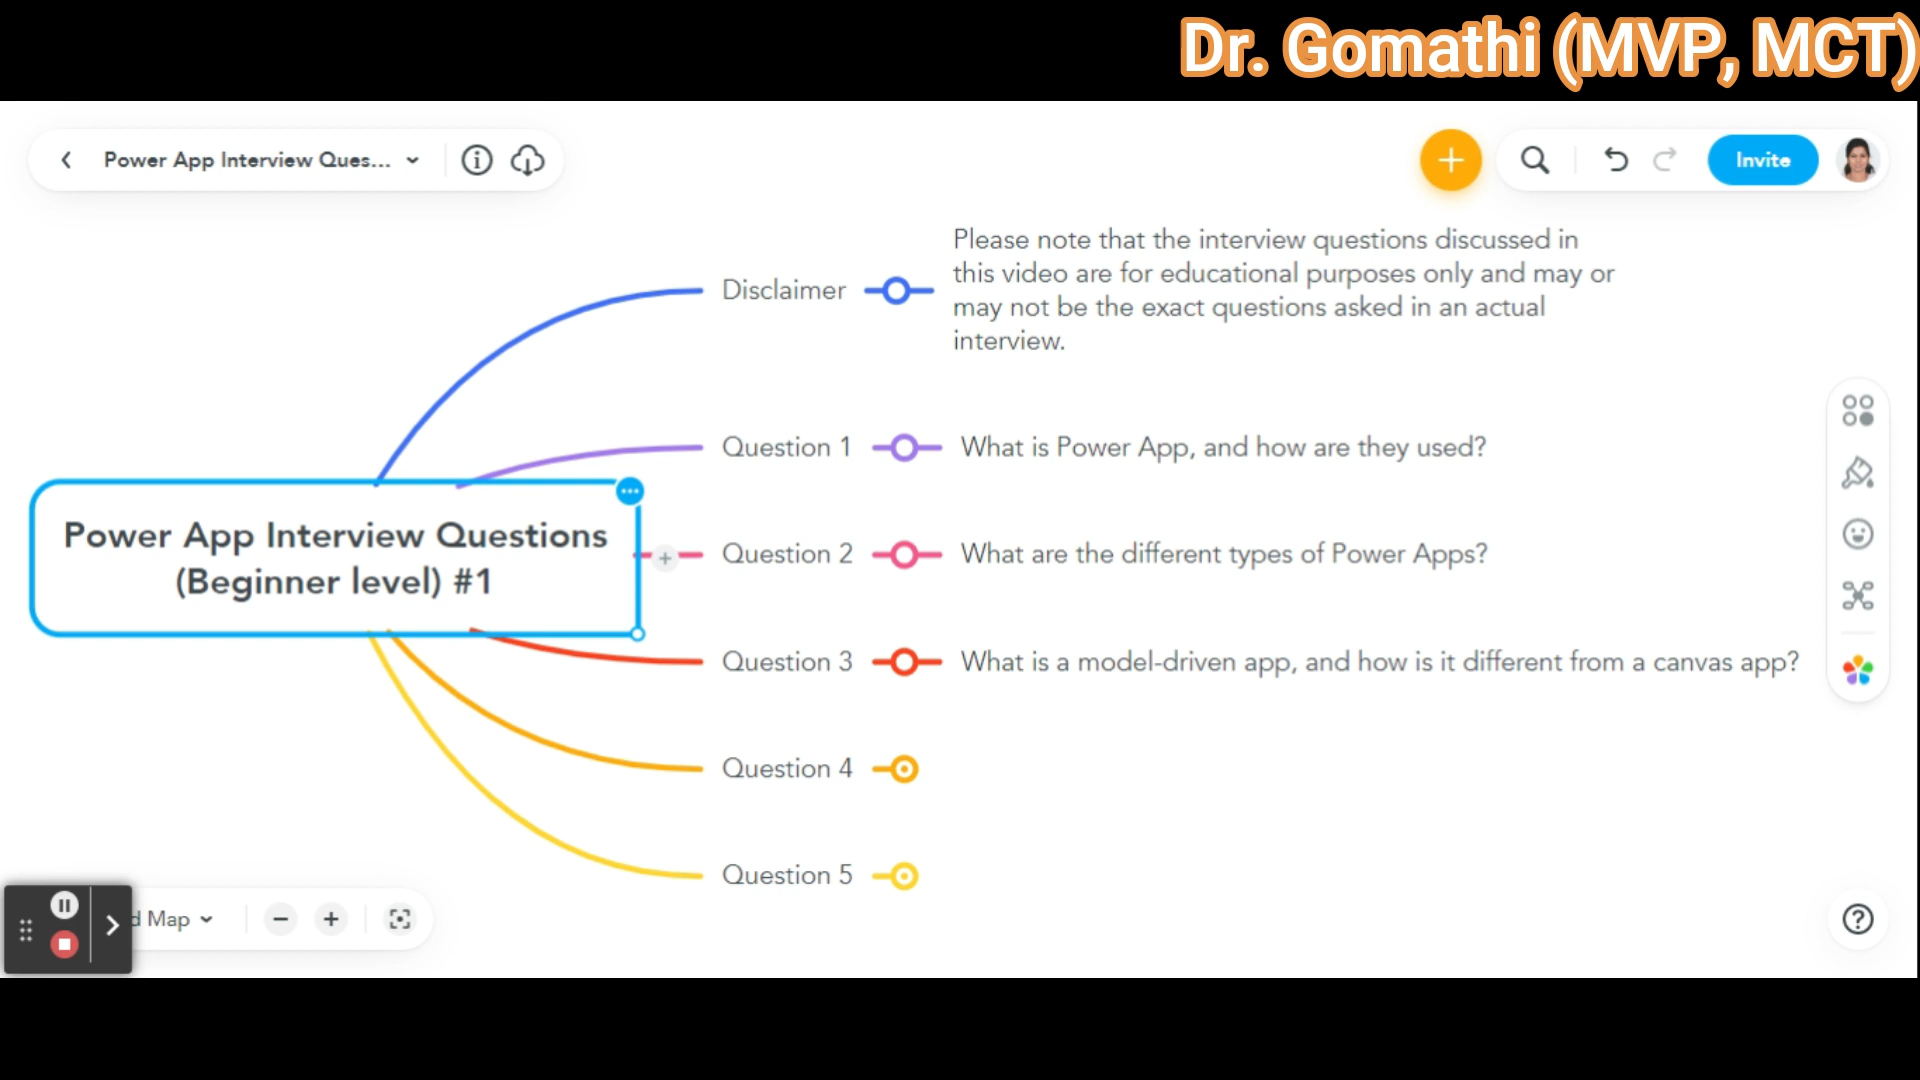 Dr. Gomathi (MVP, MCT)
Power App Interview Ques...
Invite
Please note that the interview questions discussed in
this video are for educational purposes only and may or
may not be the exact questions asked in an actual
interview.
Disclaimer
Question 1
What is Power App, and how are they used?
Power App Interview Questions
(Beginner level) #1
Question 2
What are the different types of Power Apps?
Question 3
What is a model-driven app, and how is it different from a canvas app?
Question 4
Question 5
d Map